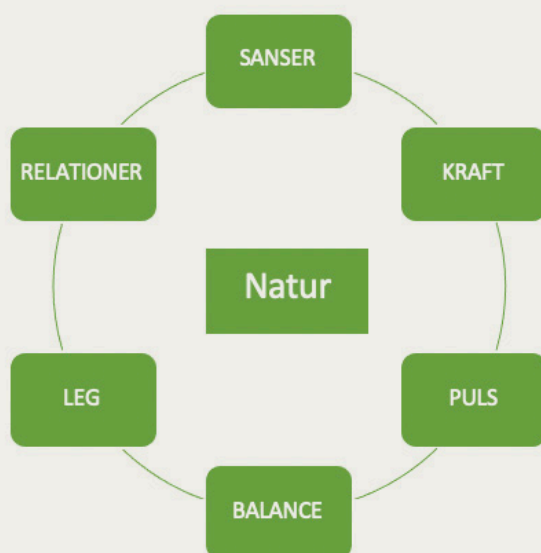 SANSER
KRAFT
PULS
BALANCE
LEG
RELATIONER
Natur